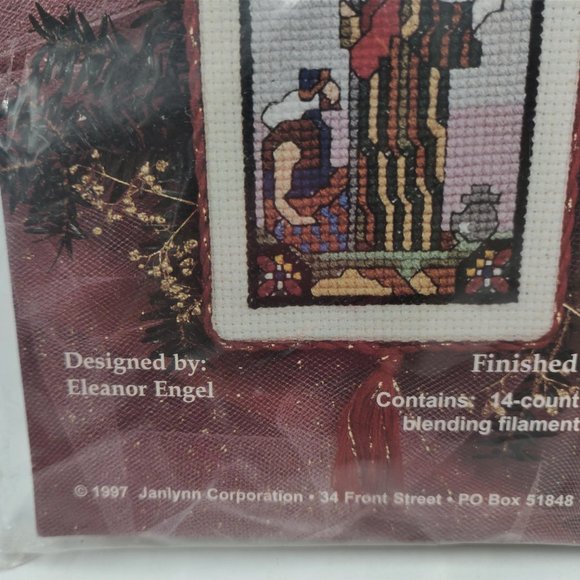 Designed by:
Eleanor Engel
Finished
Contains: 14-count
blending filament
© 1997 Janlynn Corporation • 34 Front Street • PO Box 51848